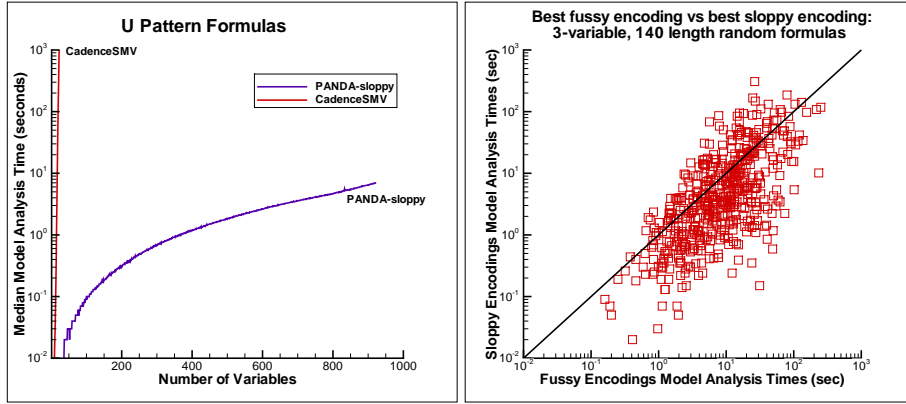 U Pattern Formulas
Median Model Analysis Time (seconds)
10³
10²
10¹
10⁰
10⁻¹
10⁻²
CadenceSMV
PANDA-sloppy
CadenceSMV
PANDA-sloppy
200
400
600
800
1000
Number of Variables
Best fussy encoding vs best sloppy encoding:
3-variable, 140 length random formulas
Sloppy Encodings Model Analysis Times (sec)
10³
10²
10¹
10⁰
10⁻¹
10⁻²
10⁻²
10⁻¹
10⁰
10¹
10²
10³
Fussy Encodings Model Analysis Times (sec)